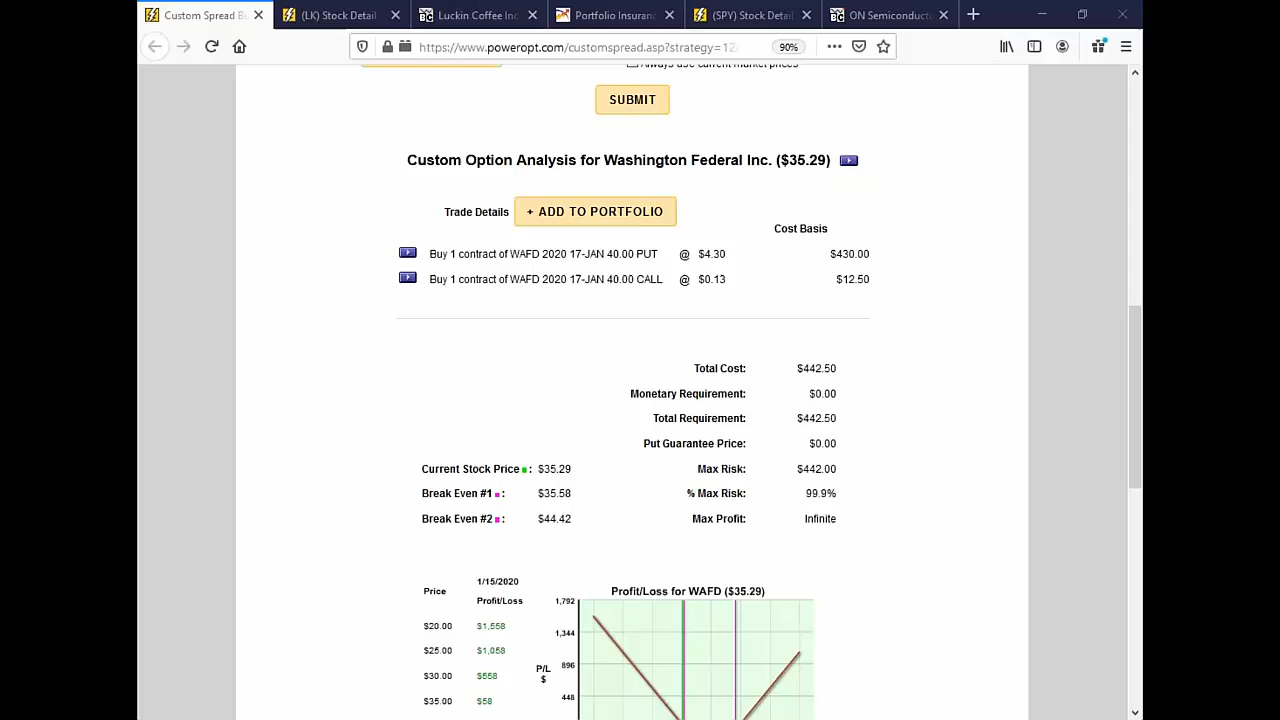 Custom Spread B
(LK) Stock Detail
Luckin Coffee Inc
Portfolio Insuranc
(SPY) Stock Detail
ON Semiconduct
https://www.poweropt.com/customspread.asp?strategy=12
90%
Always use current market prices
SUBMIT
Custom Option Analysis for Washington Federal Inc. ($35.29)
Trade Details
+ ADD TO PORTFOLIO
Cost Basis
Buy 1 contract of WAFD 2020 17-JAN 40.00 PUT @ $4.30 $430.00
Buy 1 contract of WAFD 2020 17-JAN 40.00 CALL @ $0.13 $12.50
Total Cost: $442.50
Monetary Requirement: $0.00
Total Requirement: $442.50
Put Guarantee Price: $0.00
Current Stock Price : $35.29 Max Risk: $442.00
Break Even #1 : $35.58 % Max Risk: 99.9%
Break Even #2 : $44.42 Max Profit: Infinite
Price 1/15/2020 Profit/Loss
$20.00 $1,558
$25.00 $1,058
$30.00 $558
$35.00 $58
Profit/Loss for WAFD ($35.29)
P/L $
1,792
1,344
896
448